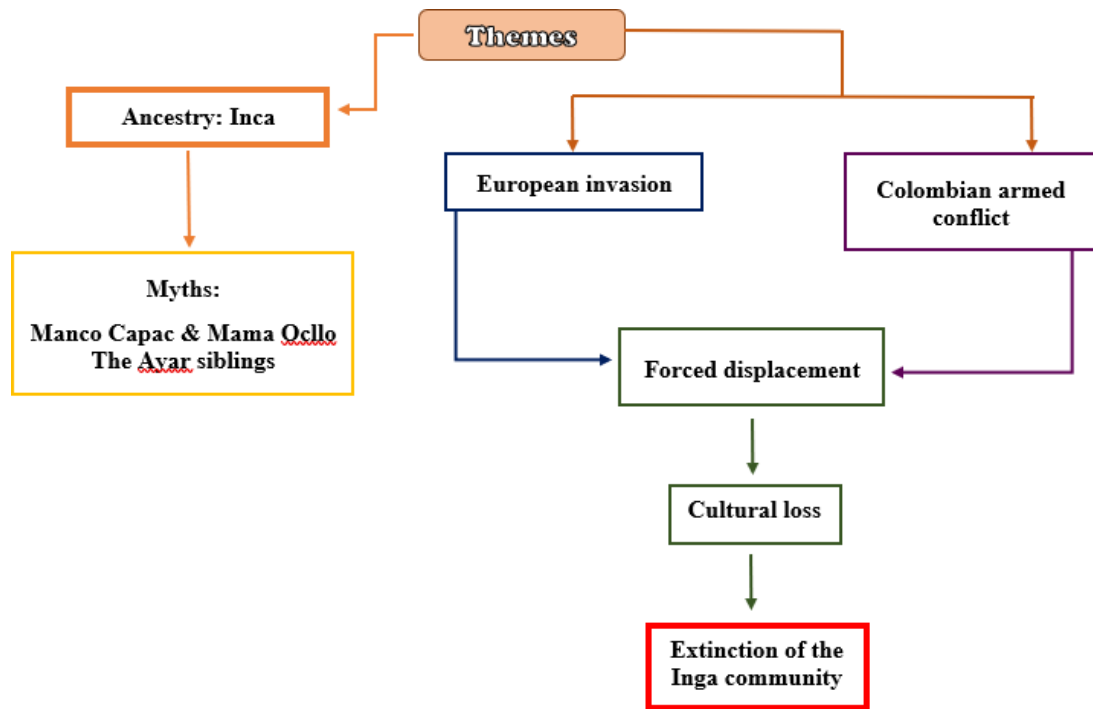 Themes
Ancestry: Inca
European invasion
Colombian armed
conflict
Myths:
Manco Capac & Mama Ocllo
The Ayar siblings
Forced displacement
Cultural loss
Extinction of the
Inga community